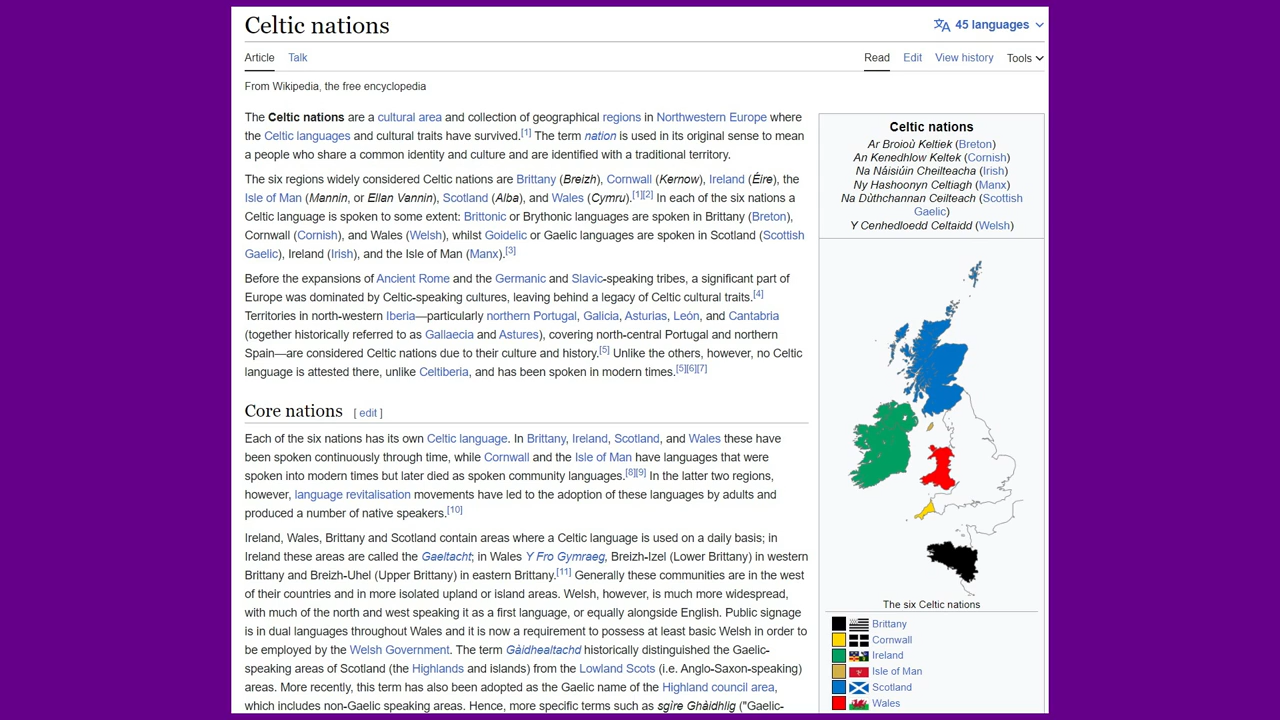 Celtic nations
45 languages
Article Talk
Read Edit View history Tools
From Wikipedia, the free encyclopedia
The Celtic nations are a cultural area and collection of geographical regions in Northwestern Europe where
the Celtic languages and cultural traits have survived.[1] The term nation is used in its original sense to mean
a people who share a common identity and culture and are identified with a traditional territory.
The six regions widely considered Celtic nations are Brittany (Breizh), Cornwall (Kernow), Ireland (Éire), the
Isle of Man (Mannin, or Ellan Vannin), Scotland (Alba), and Wales (Cymru).[1][2] In each of the six nations a
Celtic language is spoken to some extent: Brittonic or Brythonic languages are spoken in Brittany (Breton),
Cornwall (Cornish), and Wales (Welsh), whilst Goidelic or Gaelic languages are spoken in Scotland (Scottish
Gaelic), Ireland (Irish), and the Isle of Man (Manx).[3]
Before the expansions of Ancient Rome and the Germanic and Slavic-speaking tribes, a significant part of
Europe was dominated by Celtic-speaking cultures, leaving behind a legacy of Celtic cultural traits.[4]
Territories in north-western Iberia—particularly northern Portugal, Galicia, Asturias, León, and Cantabria
(together historically referred to as Gallaecia and Astures), covering north-central Portugal and northern
Spain—are considered Celtic nations due to their culture and history.[5] Unlike the others, however, no Celtic
language is attested there, unlike Celtiberia, and has been spoken in modern times.[5][6][7]
Core nations [ edit ]
Each of the six nations has its own Celtic language. In Brittany, Ireland, Scotland, and Wales these have
been spoken continuously through time, while Cornwall and the Isle of Man have languages that were
spoken into modern times but later died as spoken community languages.[8][9] In the latter two regions,
however, language revitalisation movements have led to the adoption of these languages by adults and
produced a number of native speakers.[10]
Ireland, Wales, Brittany and Scotland contain areas where a Celtic language is used on a daily basis; in
Ireland these areas are called the Gaeltacht; in Wales Y Fro Gymraeg, Breizh-Izel (Lower Brittany) in western
Brittany and Breizh-Uhel (Upper Brittany) in eastern Brittany.[11] Generally these communities are in the west
of their countries and in more isolated upland or island areas. Welsh, however, is much more widespread,
with much of the north and west speaking it as a first language, or equally alongside English. Public signage
is in dual languages throughout Wales and it is now a requirement to possess at least basic Welsh in order to
be employed by the Welsh Government. The term Gàidhealtachd historically distinguished the Gaelic-
speaking areas of Scotland (the Highlands and islands) from the Lowland Scots (i.e. Anglo-Saxon-speaking)
areas. More recently, this term has also been adopted as the Gaelic name of the Highland council area,
which includes non-Gaelic speaking areas. Hence, more specific terms such as sgìre Ghàidhlig ("Gaelic-
Celtic nations
Ar Broioù Keltiek (Breton)
An Kenedhlow Keltek (Cornish)
Na Náisiúin Cheilteacha (Irish)
Ny Hashoonyn Celtiagh (Manx)
Na Dùthchannan Ceilteach (Scottish
Gaelic)
Y Cenhedloedd Celtaidd (Welsh)
The six Celtic nations
Brittany
Cornwall
Ireland
Isle of Man
Scotland
Wales